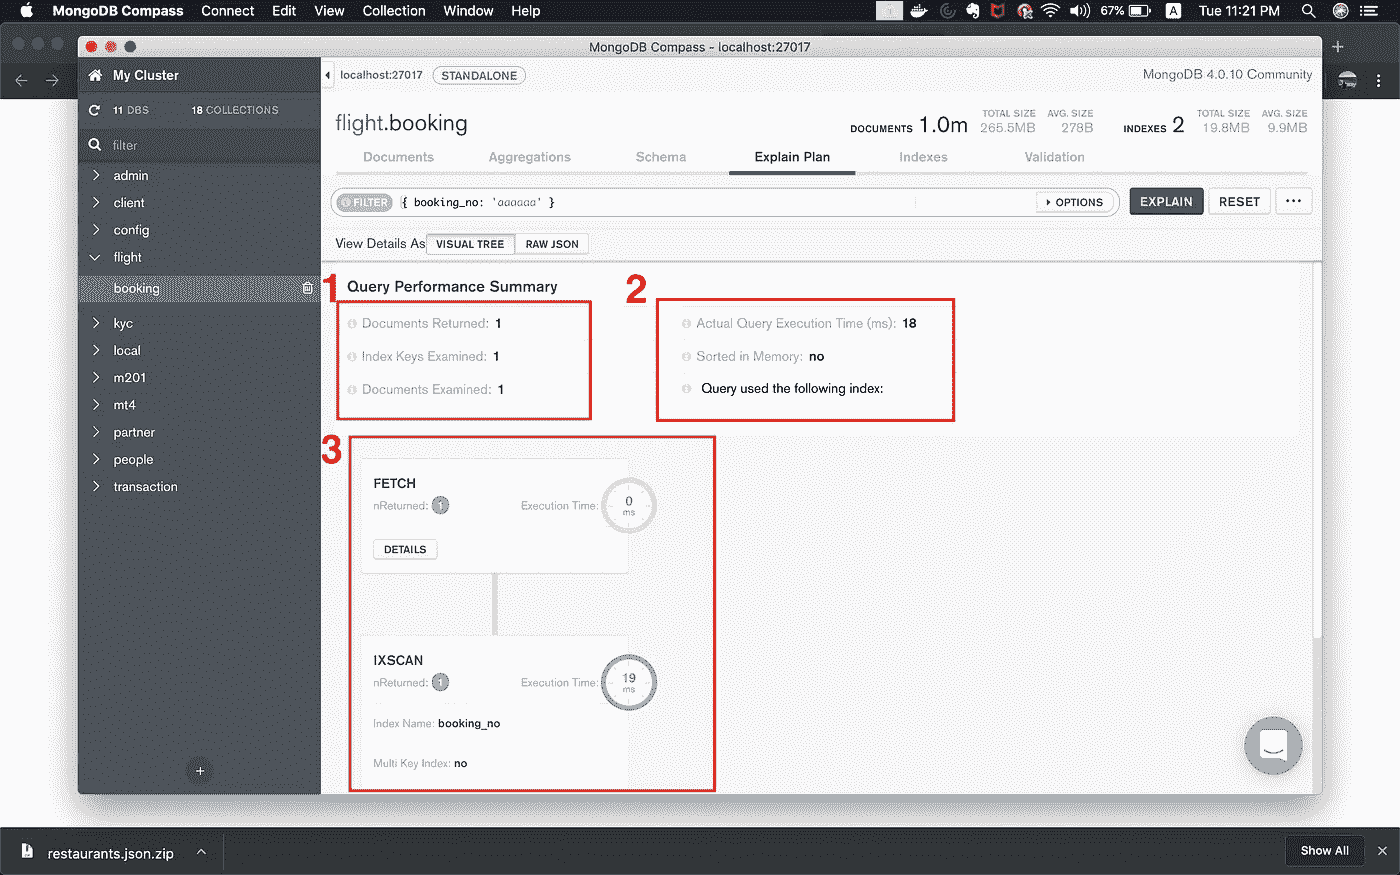 MongoDB Compass Connect Edit View Collection Window Help 67% A Tue 11:21 PM
MongoDB Compass - localhost:27017
My Cluster
localhost:27017 STANDALONE MongoDB 4.0.10 Community
11 DBS 18 COLLECTIONS
filter
admin
client
config
flight
booking
kyc
local
m201
mt4
partner
people
transaction
+
flight.booking
DOCUMENTS 1.0m TOTAL SIZE 265.5MB AVG. SIZE 278B INDEXES 2 TOTAL SIZE 19.8MB AVG. SIZE 9.9MB
Documents Aggregations Schema Explain Plan Indexes Validation
FILTER { booking_no: 'aaaaaa' } OPTIONS EXPLAIN RESET ...
View Details As VISUAL TREE RAW JSON
1 Query Performance Summary
Documents Returned: 1
Index Keys Examined: 1
Documents Examined: 1
2
Actual Query Execution Time (ms): 18
Sorted in Memory: no
Query used the following index:
3
FETCH
nReturned: 1 Execution Time: 0 ms
DETAILS
IXSCAN
nReturned: 1 Execution Time: 19 ms
Index Name: booking_no
Multi Key Index: no
restaurants.json.zip Show All